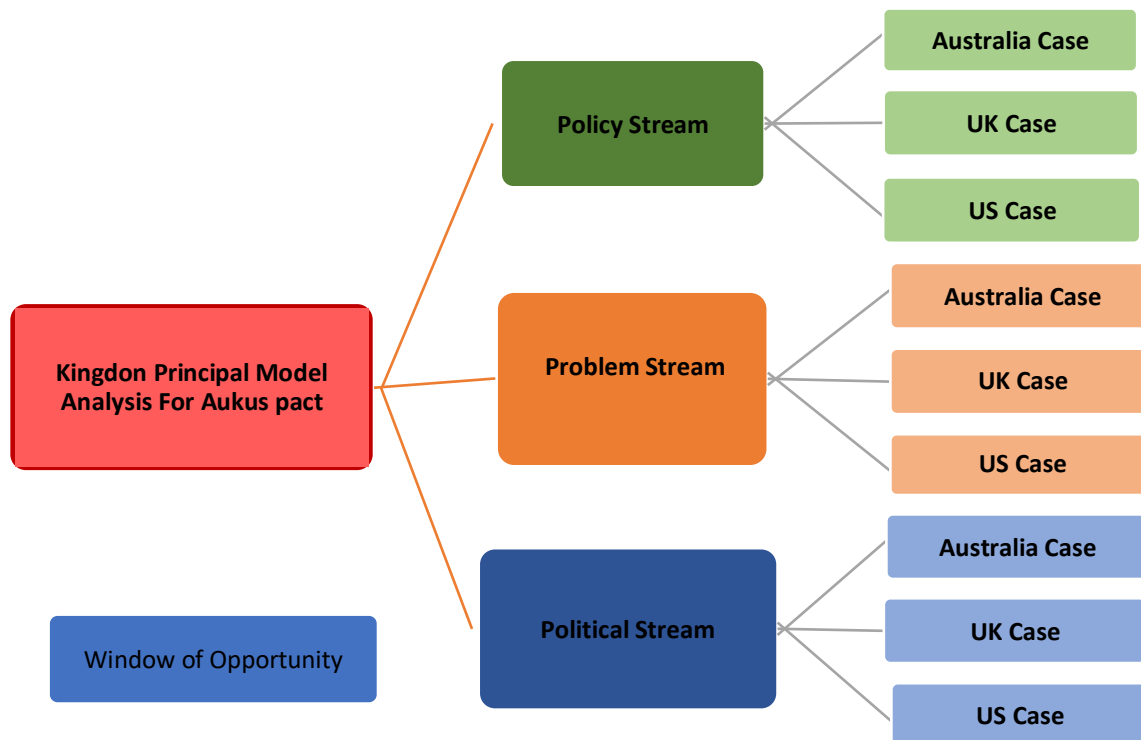 Kingdon Principal Model
Analysis For Aukus pact
Policy Stream
Australia Case
UK Case
US Case
Problem Stream
Australia Case
UK Case
US Case
Political Stream
Australia Case
UK Case
US Case
Window of Opportunity